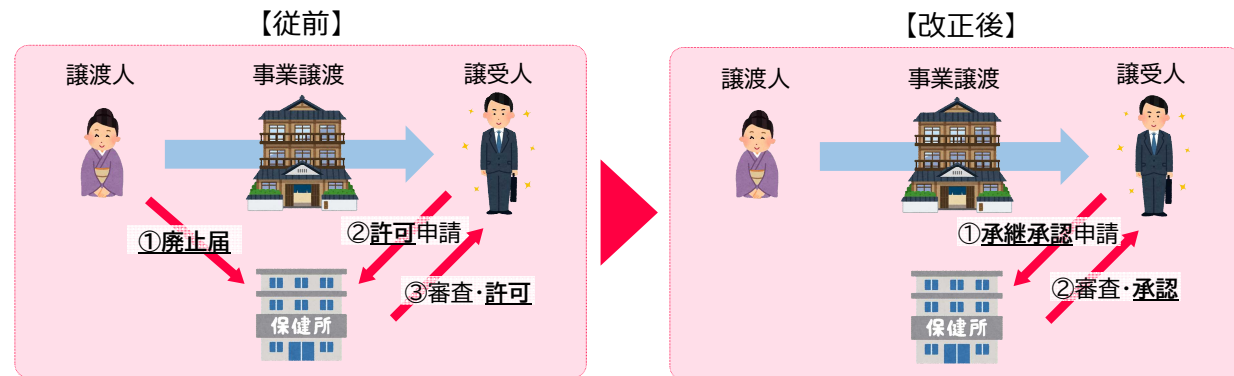 【従前】
譲渡人
事業譲渡
譲受人
①廃止届
②許可申請
③審査・許可
保健所
【改正後】
譲渡人
事業譲渡
譲受人
①承継承認申請
②審査・承認
保健所